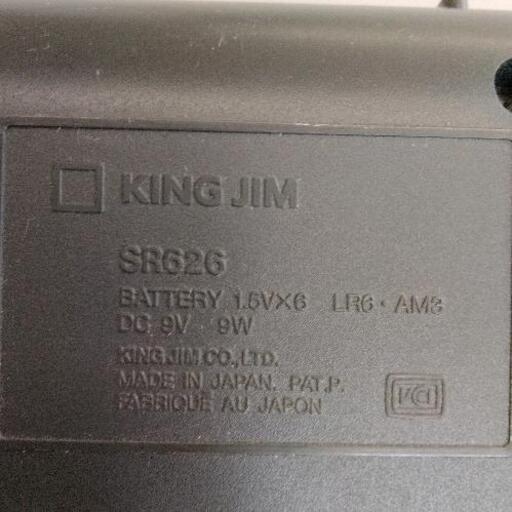 KING JIM
SR626
BATTERY 1.5V×6 LR6・AM3
DC 9V 9W
KING JIM CO., LTD.
MADE IN JAPAN. PAT.P.
FABRIQUE AU JAPON